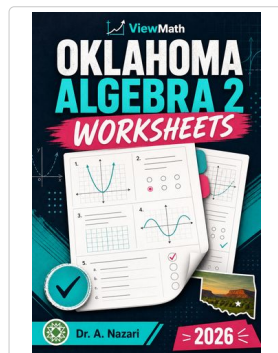 ViewMath
OKLAHOMA
ALGEBRA 2
WORKSHEETS
1.
2.
3.
4.
5.
Dr. A. Nazari
2026